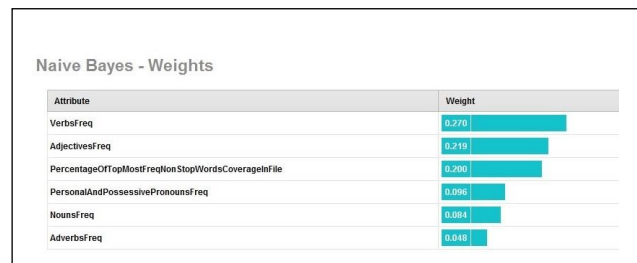 Naive Bayes - Weights
Attribute Weight
VerbsFreq 0.270
AdjectivesFreq 0.219
PercentageOfTopMostFreqNonStopWordsCoverageInFile 0.200
PersonalAndPossessivePronounsFreq 0.096
NounsFreq 0.084
AdverbsFreq 0.048